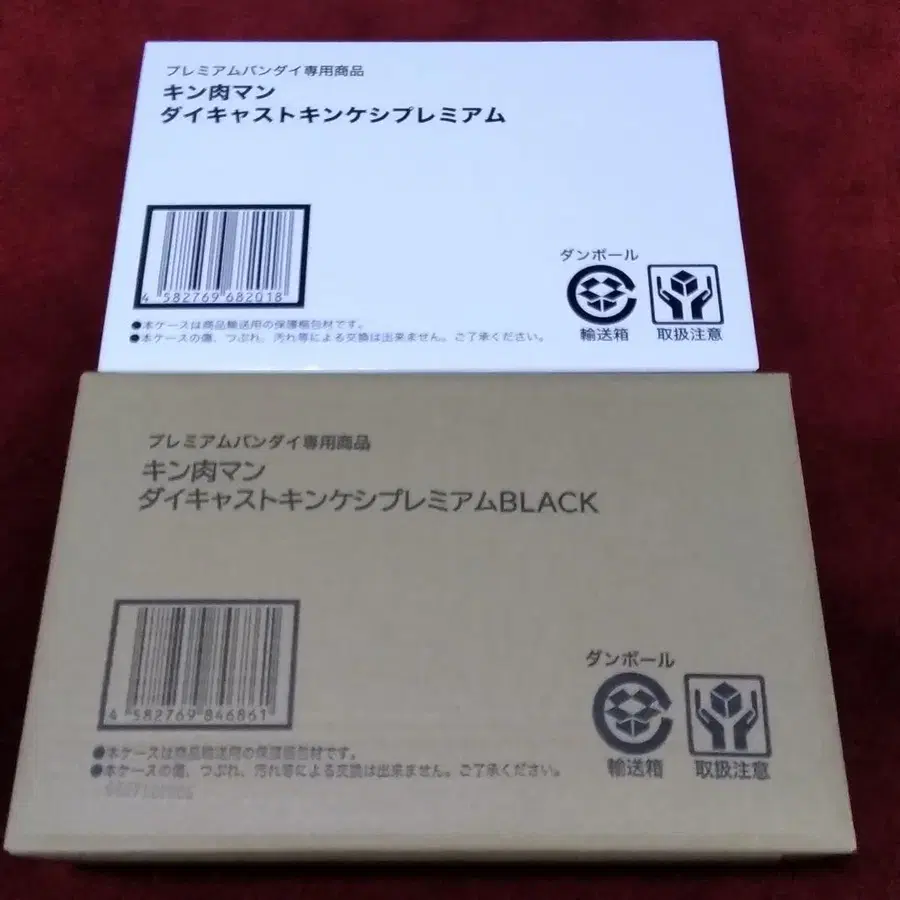 プレミアムバンダイ専用商品
キン肉マン
ダイキャストキンケシプレミアム
4 582769 682018
ダンボール
輸送箱
取扱注意
●本ケースは商品輸送用の保護梱包材です。
●本ケースの傷、つぶれ、汚れ等による交換は出来ません。ご了承ください。
プレミアムバンダイ専用商品
キン肉マン
ダイキャストキンケシプレミアムBLACK
4 582769 846861
ダンボール
輸送箱
取扱注意
●本ケースは商品輸送用の保護梱包材です。
●本ケースの傷、つぶれ、汚れ等による交換は出来ません。ご了承ください。